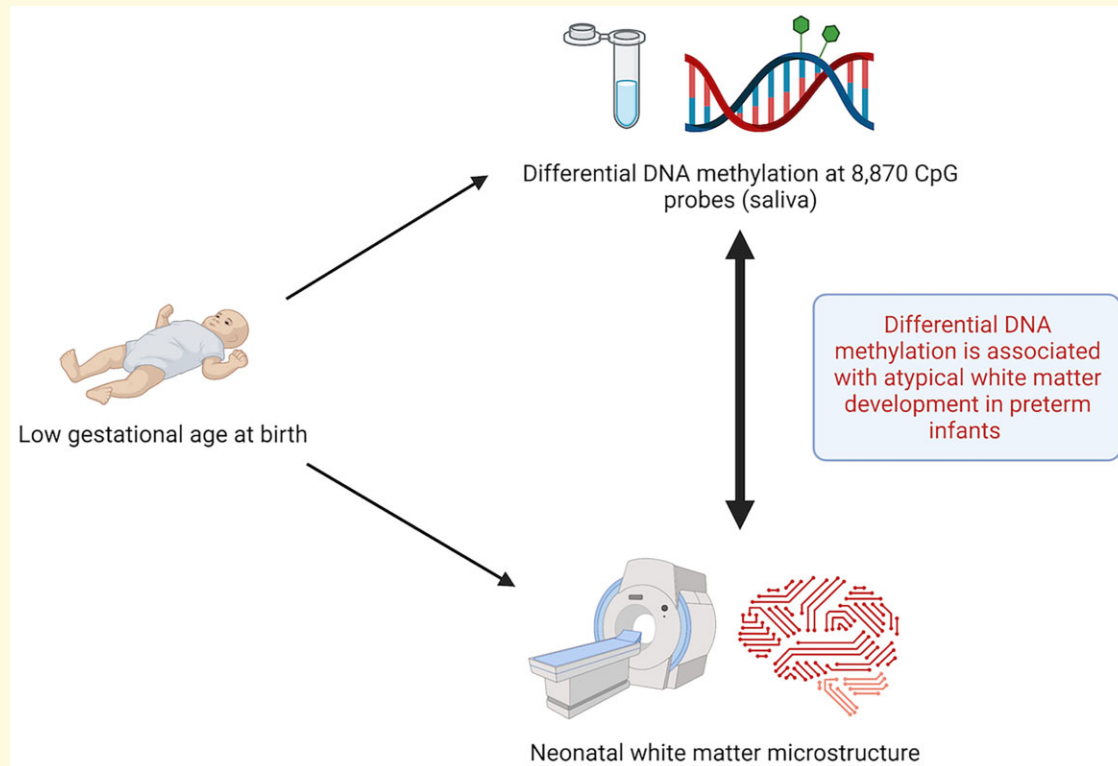 Differential DNA methylation at 8,870 CpG
probes (saliva)
Low gestational age at birth
Differential DNA
methylation is associated
with atypical white matter
development in preterm
infants
Neonatal white matter microstructure